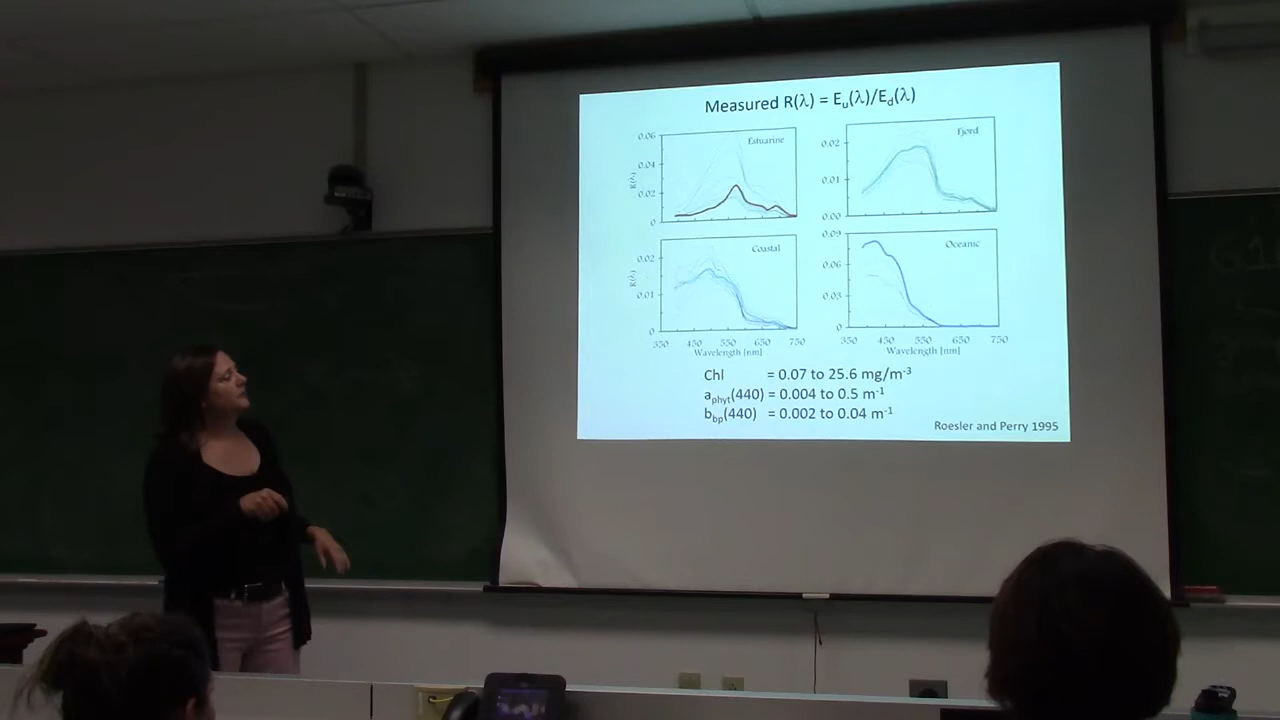 Measured R(λ) = Eu(λ)/Ed(λ)
Estuarine
0.06
0.04
0.02
0
R(λ)
Fjord
0.02
0.01
0.00
Coastal
0.02
0.01
0
R(λ)
350 450 550 650 750
Wavelength [nm]
Oceanic
0.09
0.06
0.03
0
350 450 550 650 750
Wavelength [nm]
Chl = 0.07 to 25.6 mg/m-3
aphyt(440) = 0.004 to 0.5 m-1
bbp(440) = 0.002 to 0.04 m-1
Roesler and Perry 1995